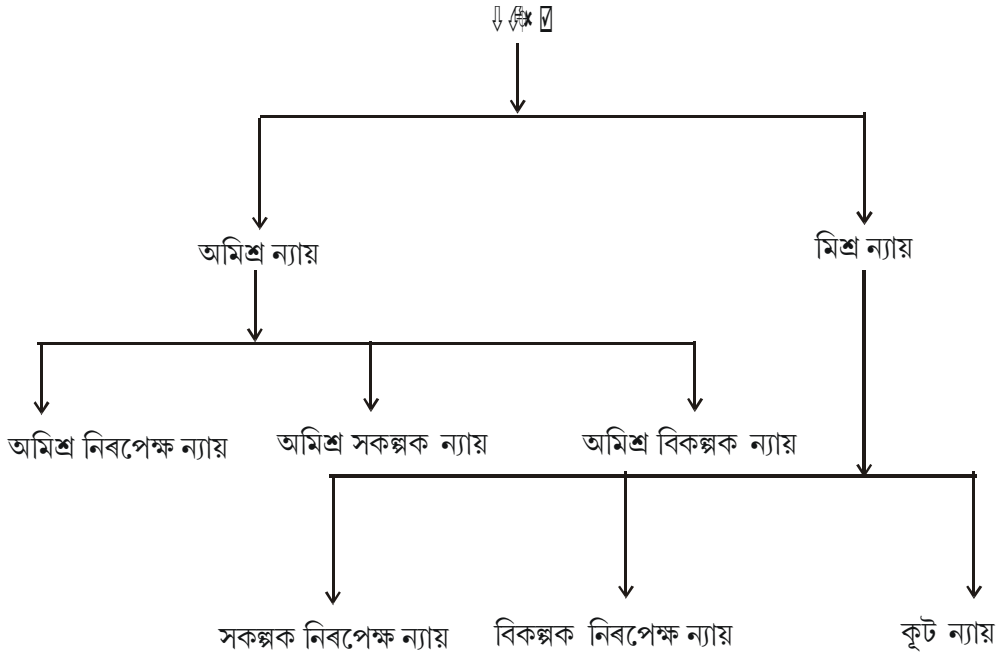 অমিশ্ৰ ন্যায়
মিশ্ৰ ন্যায়
অমিশ্ৰ নিৰপেক্ষ ন্যায়
অমিশ্ৰ সকল্পক ন্যায়
অমিশ্ৰ বিকল্পক ন্যায়
সকল্পক নিৰপেক্ষ ন্যায়
বিকল্পক নিৰপেক্ষ ন্যায়
কূট ন্যায়